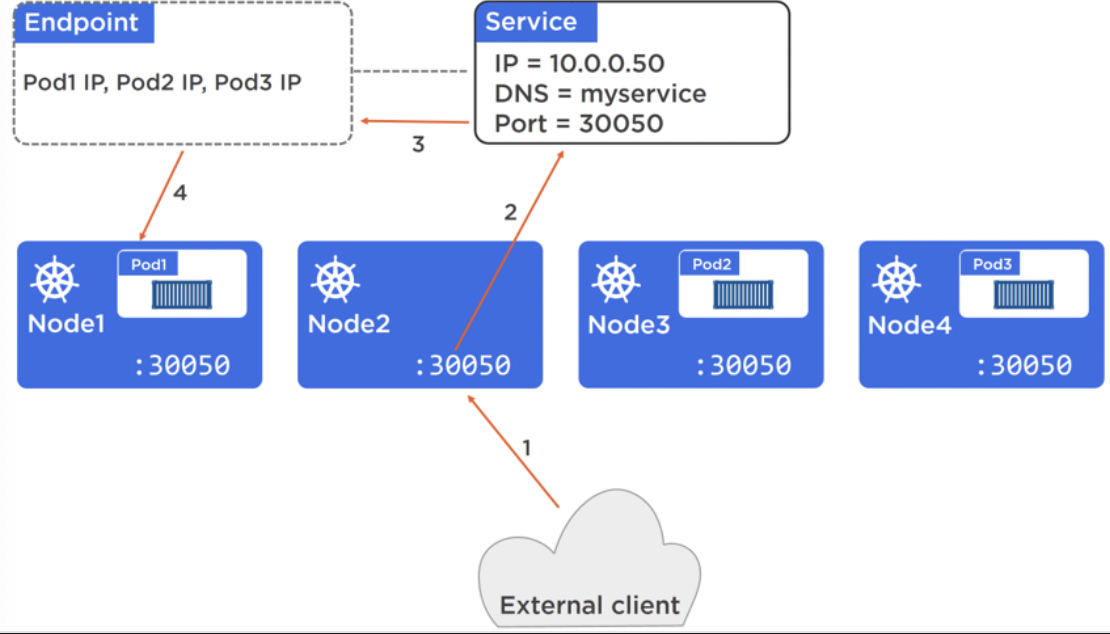 Endpoint
Pod1 IP, Pod2 IP, Pod3 IP
Service
IP = 10.0.0.50
DNS = myservice
Port = 30050
3
4
2
Pod1
Node1
:30050
Node2
:30050
Pod2
Node3
:30050
Pod3
Node4
:30050
1
External client